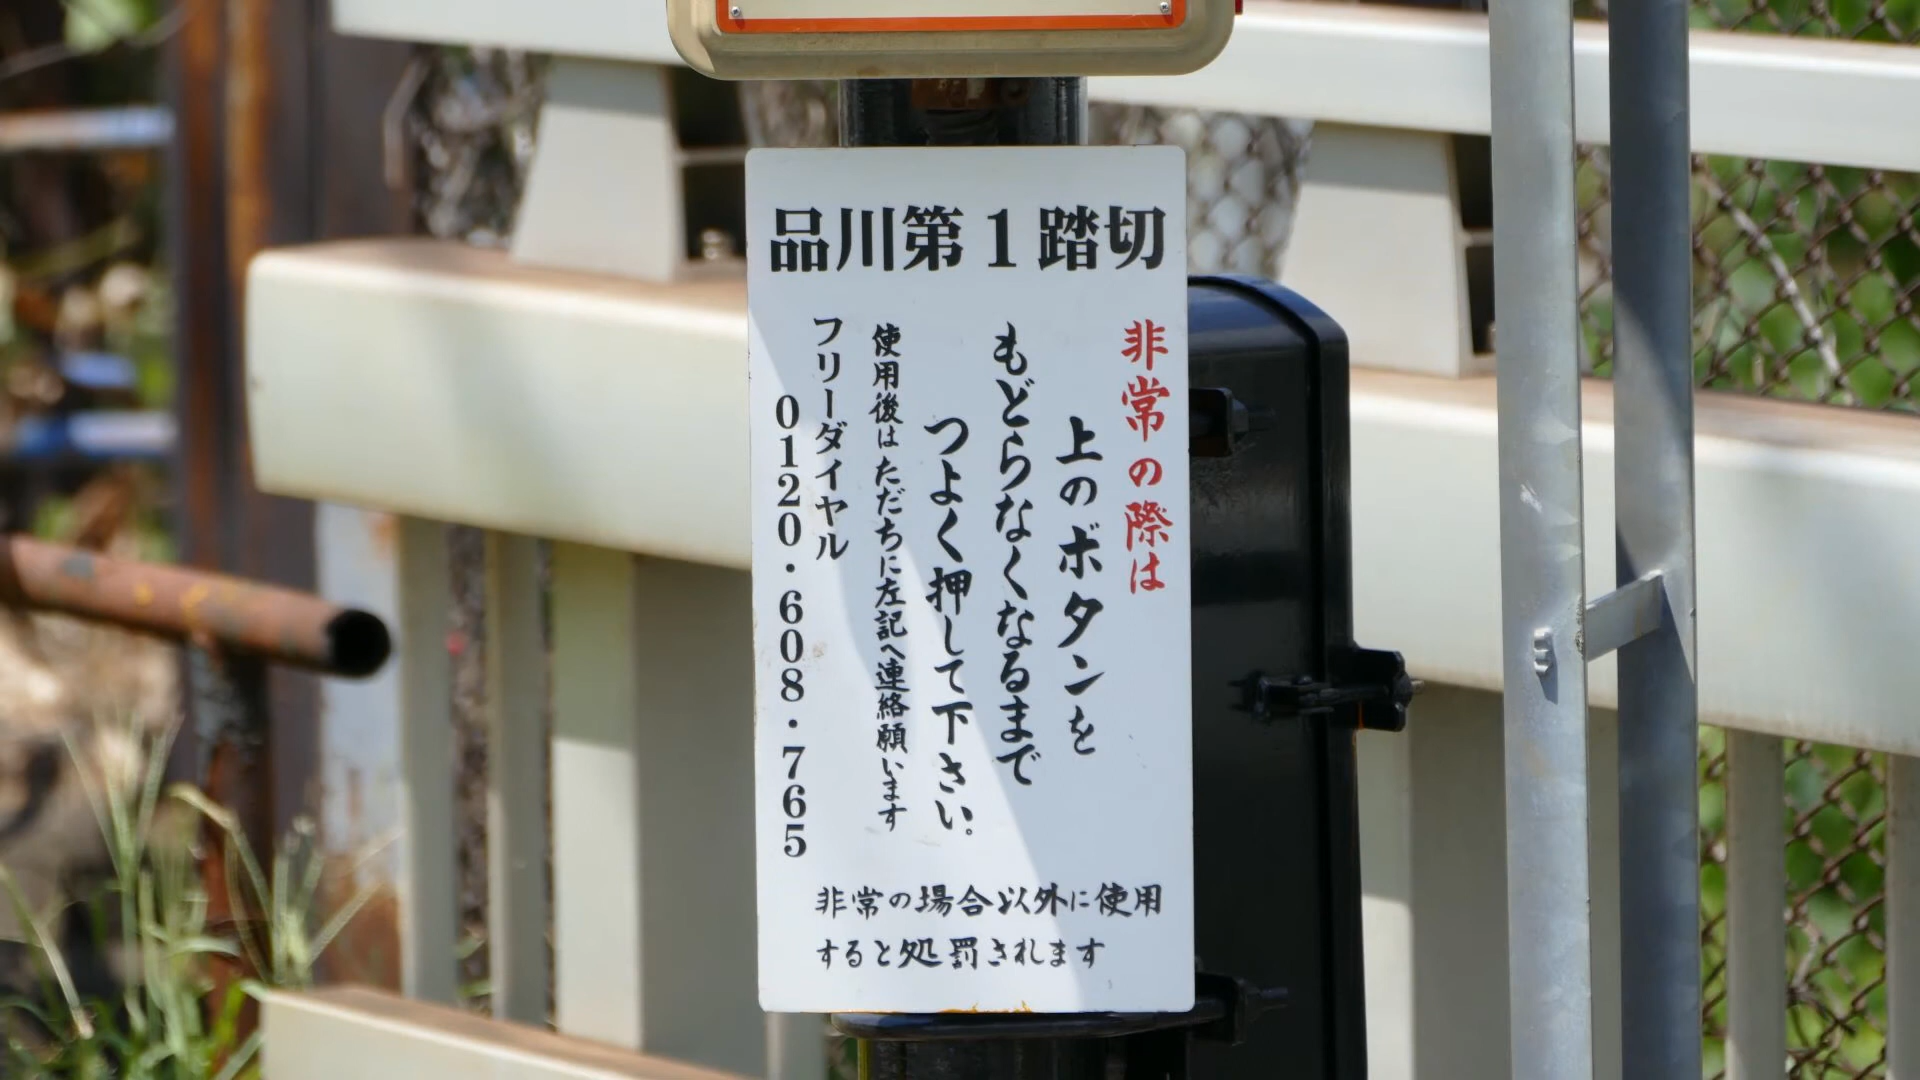 品川第1踏切
非常の際は
上のボタンを
もどらなくなるまで
つよく押して下さい。
使用後はただちに左記へ連絡願います
フリーダイヤル
0120・608・765
非常の場合以外に使用
すると処罰されます